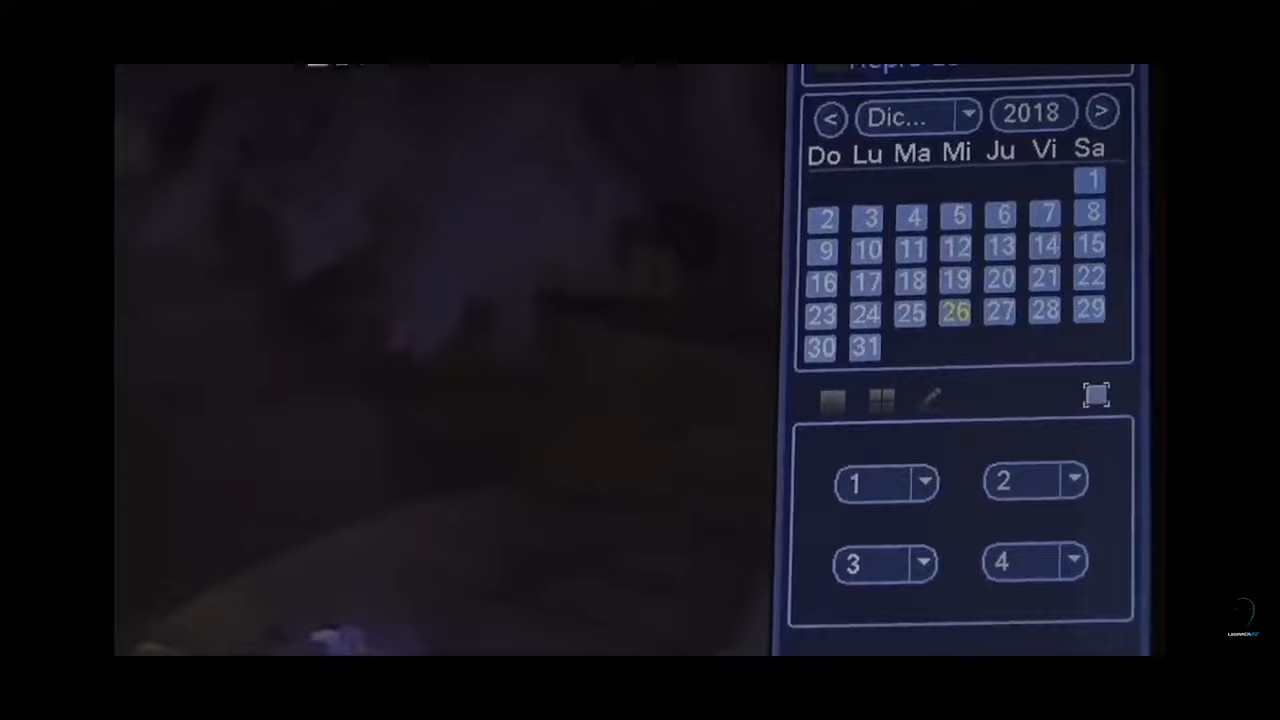 < Dic... 2018 >
Do Lu Ma Mi Ju Vi Sa
1
2 3 4 5 6 7 8
9 10 11 12 13 14 15
16 17 18 19 20 21 22
23 24 25 26 27 28 29
30 31
1 2
3 4